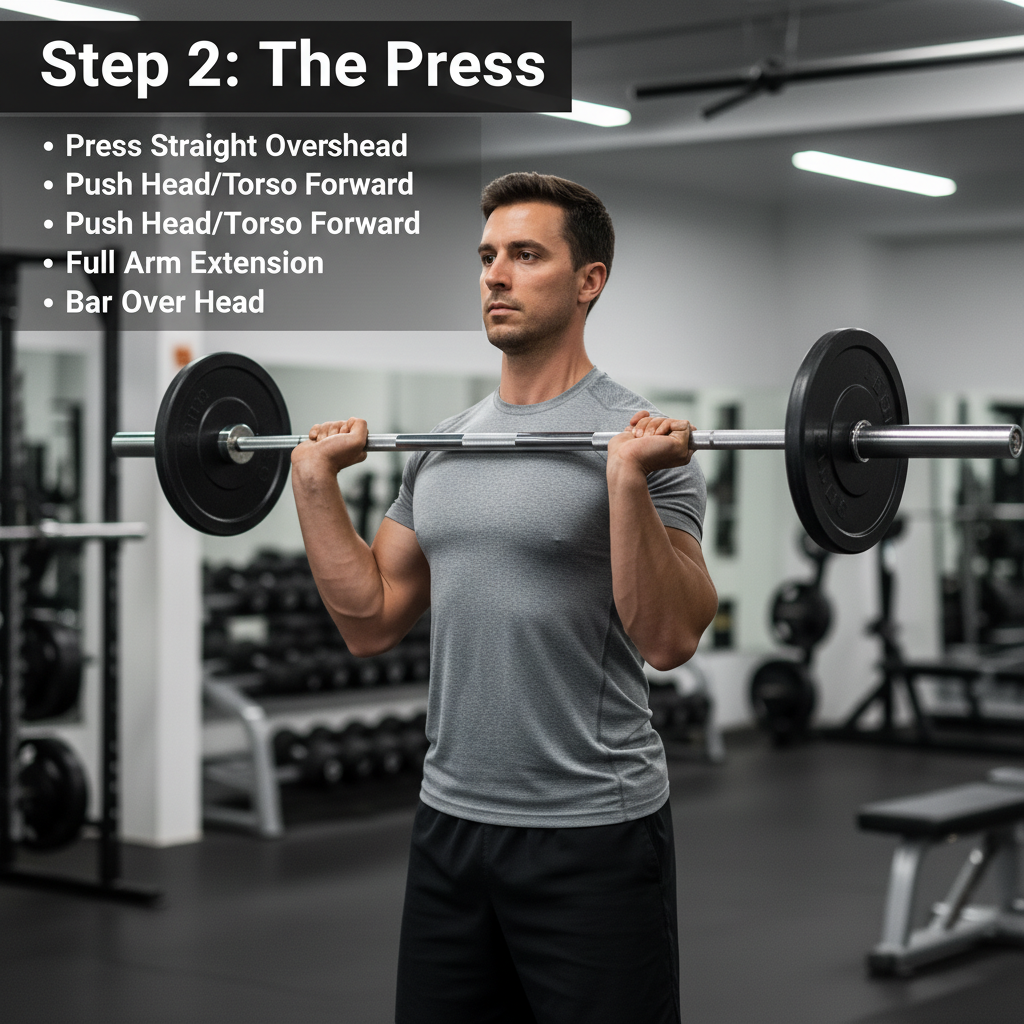 Step 2: The Press
• Press Straight Overshead
• Push Head/Torso Forward
• Push Head/Torso Forward
• Full Arm Extension
• Bar Over Head